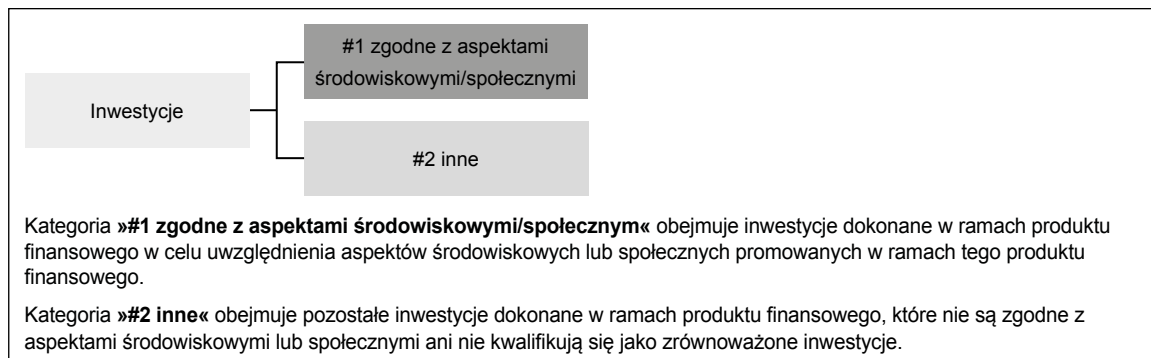 #1 zgodne z aspektami
środowiskowymi/społecznymi
Inwestycje
#2 inne
Kategoria »#1 zgodne z aspektami środowiskowymi/społecznym« obejmuje inwestycje dokonane w ramach produktu
finansowego w celu uwzględnienia aspektów środowiskowych lub społecznych promowanych w ramach tego produktu
finansowego.
Kategoria »#2 inne« obejmuje pozostałe inwestycje dokonane w ramach produktu finansowego, które nie są zgodne z
aspektami środowiskowymi lub społecznymi ani nie kwalifikują się jako zrównoważone inwestycje.